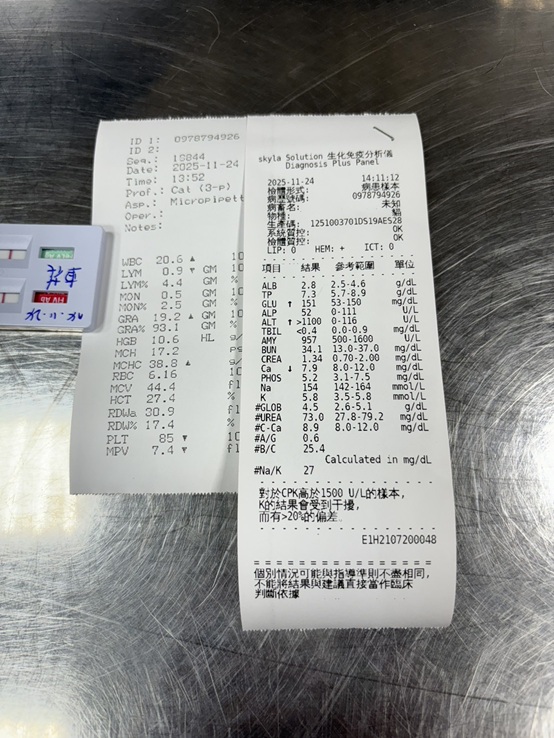 ID 1: 0978794926
ID 2:
Seq.: 15844
Date: 2025-11-24
Time: 13:52
Prof.: Cat (3-p)
Asp.: Micropipett
Oper.:
Notes:
WBC 20.6 ▲ 10
LYM 0.9 ▼ GM 10
LYM% 4.4 GM %
MON 0.5 GM 10
MON% 2.5 GM %
GRA 19.2 ▲ GM 10
GRA% 93.1 GM %
HGB 10.6 HL g/
MCH 17.2 pg
MCHC 38.8 ▲ g/
RBC 6.16 10
MCV 44.4 fl
HCT 27.4 %
RDWa 30.9 fl
RDW% 17.4 %
PLT 85 ▼ 10
MPV 7.4 ▼ fl
skyla Solution 生化免疫分析儀
Diagnosis Plus Panel
2025-11-24 14:11:12
檢體形式: 病患樣本
病歷號碼: 0978794926
病畜名: 未知
物種: 貓
生產碼: 1251003701DS19AES28
系統質控: OK
檢體質控: OK
LIP: 0 HEM: + ICT: 0
項目 結果 參考範圍 單位
ALB 2.8 2.5-4.6 g/dL
TP 7.3 5.7-8.9 g/dL
GLU ↑ 151 53-150 mg/dL
ALP 52 0-111 U/L
ALT ↑ >1100 0-116 U/L
TBIL <0.4 0.0-0.9 mg/dL
AMY 957 500-1600 U/L
BUN 34.1 13.0-37.0 mg/dL
CREA 1.34 0.70-2.00 mg/dL
Ca ↓ 7.9 8.0-12.0 mg/dL
PHOS 5.2 3.1-7.5 mg/dL
Na 154 142-164 mmol/L
K 5.8 3.5-5.8 mmol/L
#GLOB 4.5 2.6-5.1 g/dL
#UREA 73.0 27.8-79.2 mg/dL
#C-Ca 8.9 8.0-12.0 mg/dL
#A/G 0.6
#B/C 25.4
Calculated in mg/dL
#Na/K 27
對於CPK高於1500 U/L的樣本,
K的結果會受到干擾,
而有>20%的偏差.
E1H2107200048
個別情況可能與指導準則不盡相同,
不能將結果與建議直接當作臨床
判斷依據